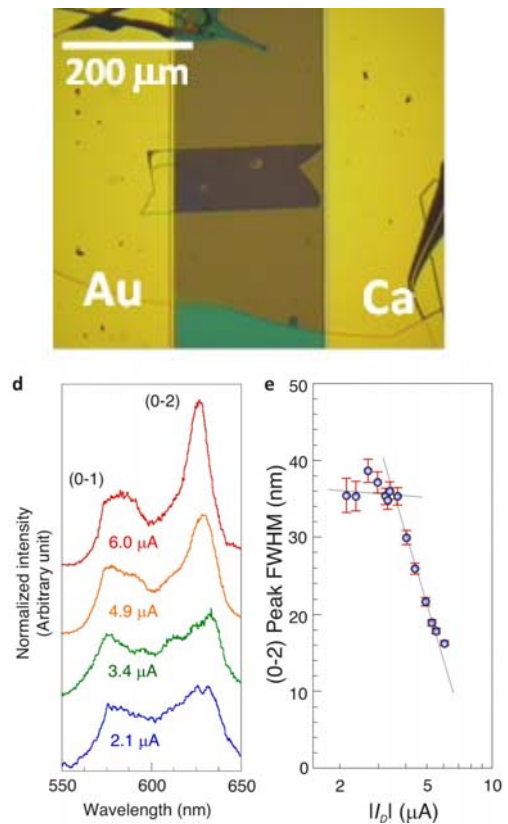 200 µm
Au
Ca
d
(0-1)
(0-2)
6.0 µA
4.9 µA
3.4 µA
2.1 µA
Normalized intensity
(Arbitrary unit)
550
600
650
Wavelength (nm)
e
(0-2) Peak FWHM (nm)
50
40
30
20
10
0
2
5
10
|I_D| (µA)